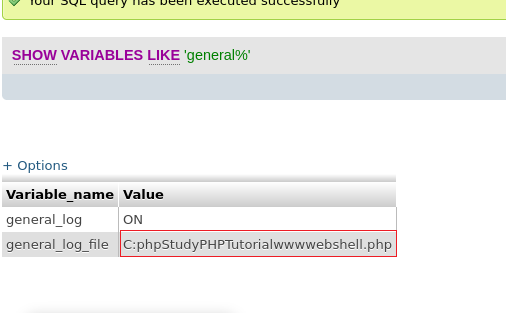 Your SQL query has been executed successfully
SHOW VARIABLES LIKE 'general%'
+ Options
Variable_name Value
general_log ON
general_log_file C:phpStudyPHPTutorialwwwwebshell.php